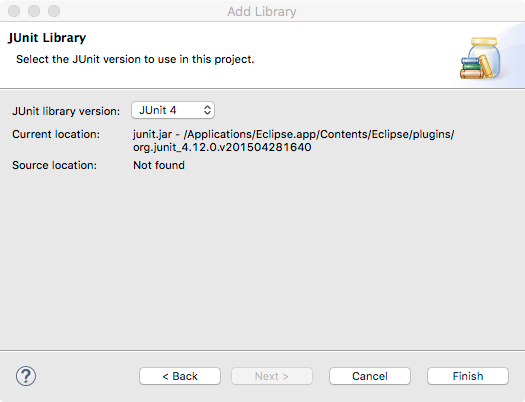 Add Library
JUnit Library
Select the JUnit version to use in this project.
JUnit library version: JUnit 4
Current location: junit.jar - /Applications/Eclipse.app/Contents/Eclipse/plugins/
org.junit_4.12.0.v201504281640
Source location: Not found
?
< Back Next > Cancel Finish